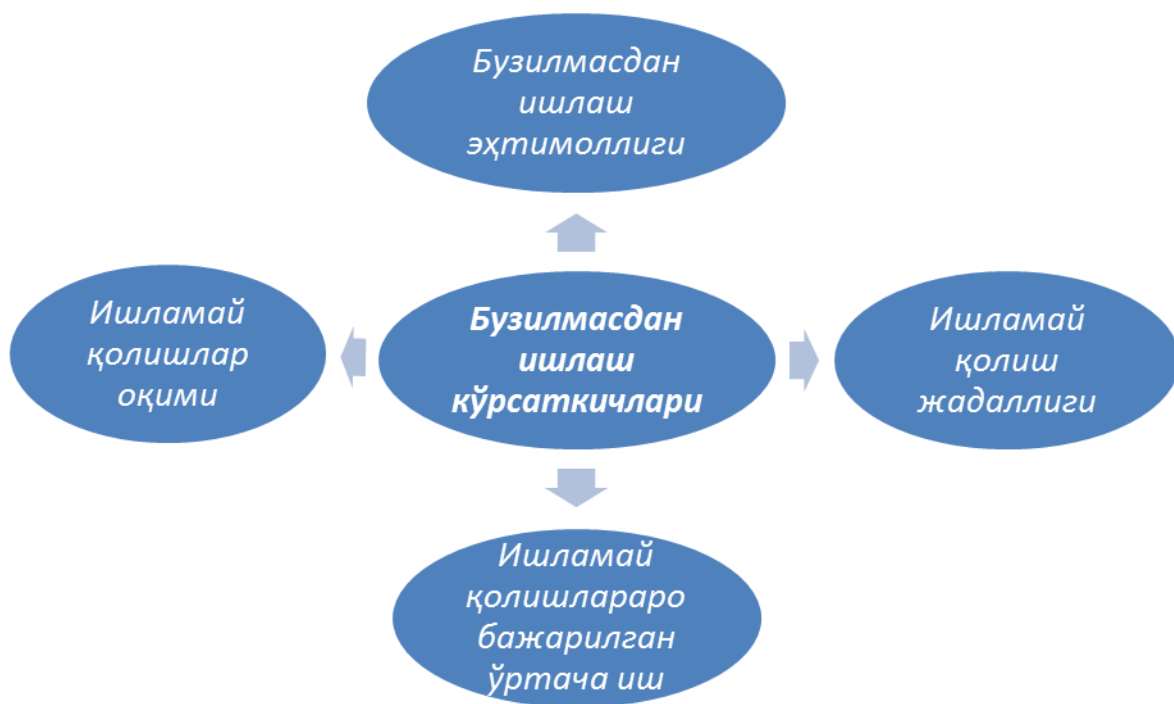 Бузилмасдан
ишлаш
эҳтимоллиги
Ишламай
қолишлар
оқими
Бузилмасдан
ишлаш
кўрсаткичлари
Ишламай
қолиш
жадаллиги
Ишламай
қолишлараро
бажарилган
ўртача иш